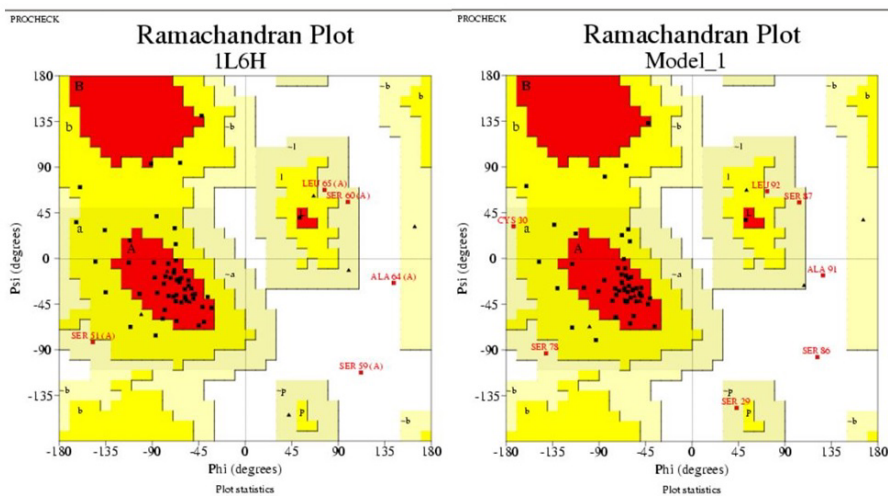 PROCHECK
Ramachandran Plot
1L6H
B
b
~b
~b
b
b
~l
l
LEU 65 (A)
SER 60 (A)
L
a
A
~a
ALA 64 (A)
SER 51 (A)
SER 59 (A)
~b
b
~p
p
~b
180
135
90
45
0
-45
-90
-135
-180
-135
-90
-45
0
45
90
135
180
Psi (degrees)
Phi (degrees)
Plot statistics
PROCHECK
Ramachandran Plot
Model_1
B
b
~b
~b
b
b
~l
l
LEU 92
SER 87
CYS 30
a
A
~a
ALA 91
SER 78
SER 86
SER 29
~b
b
~p
p
~b
180
135
90
45
0
-45
-90
-135
-180
-135
-90
-45
0
45
90
135
180
Psi (degrees)
Phi (degrees)
Plot statistics